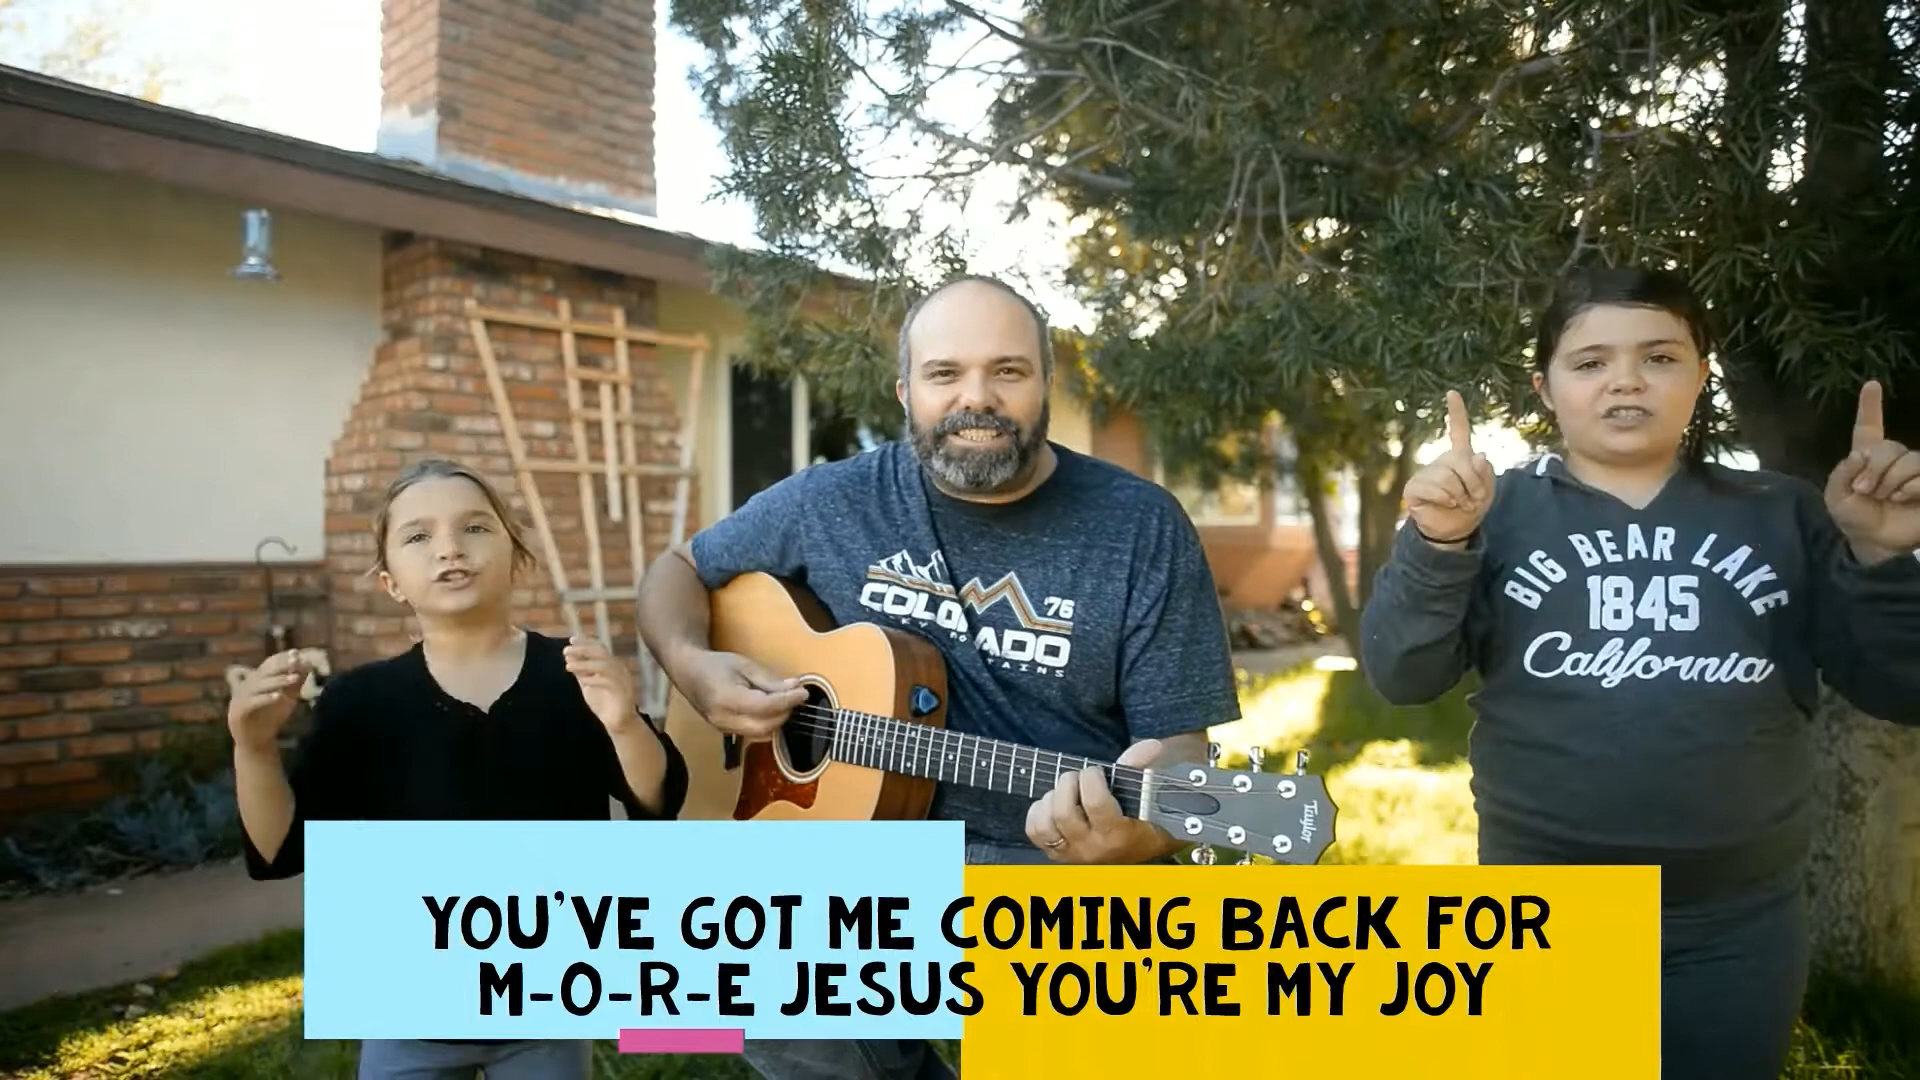 COLORADO '76
BIG BEAR LAKE
1845
California
Taylor
YOU'VE GOT ME COMING BACK FOR
M-O-R-E JESUS YOU'RE MY JOY